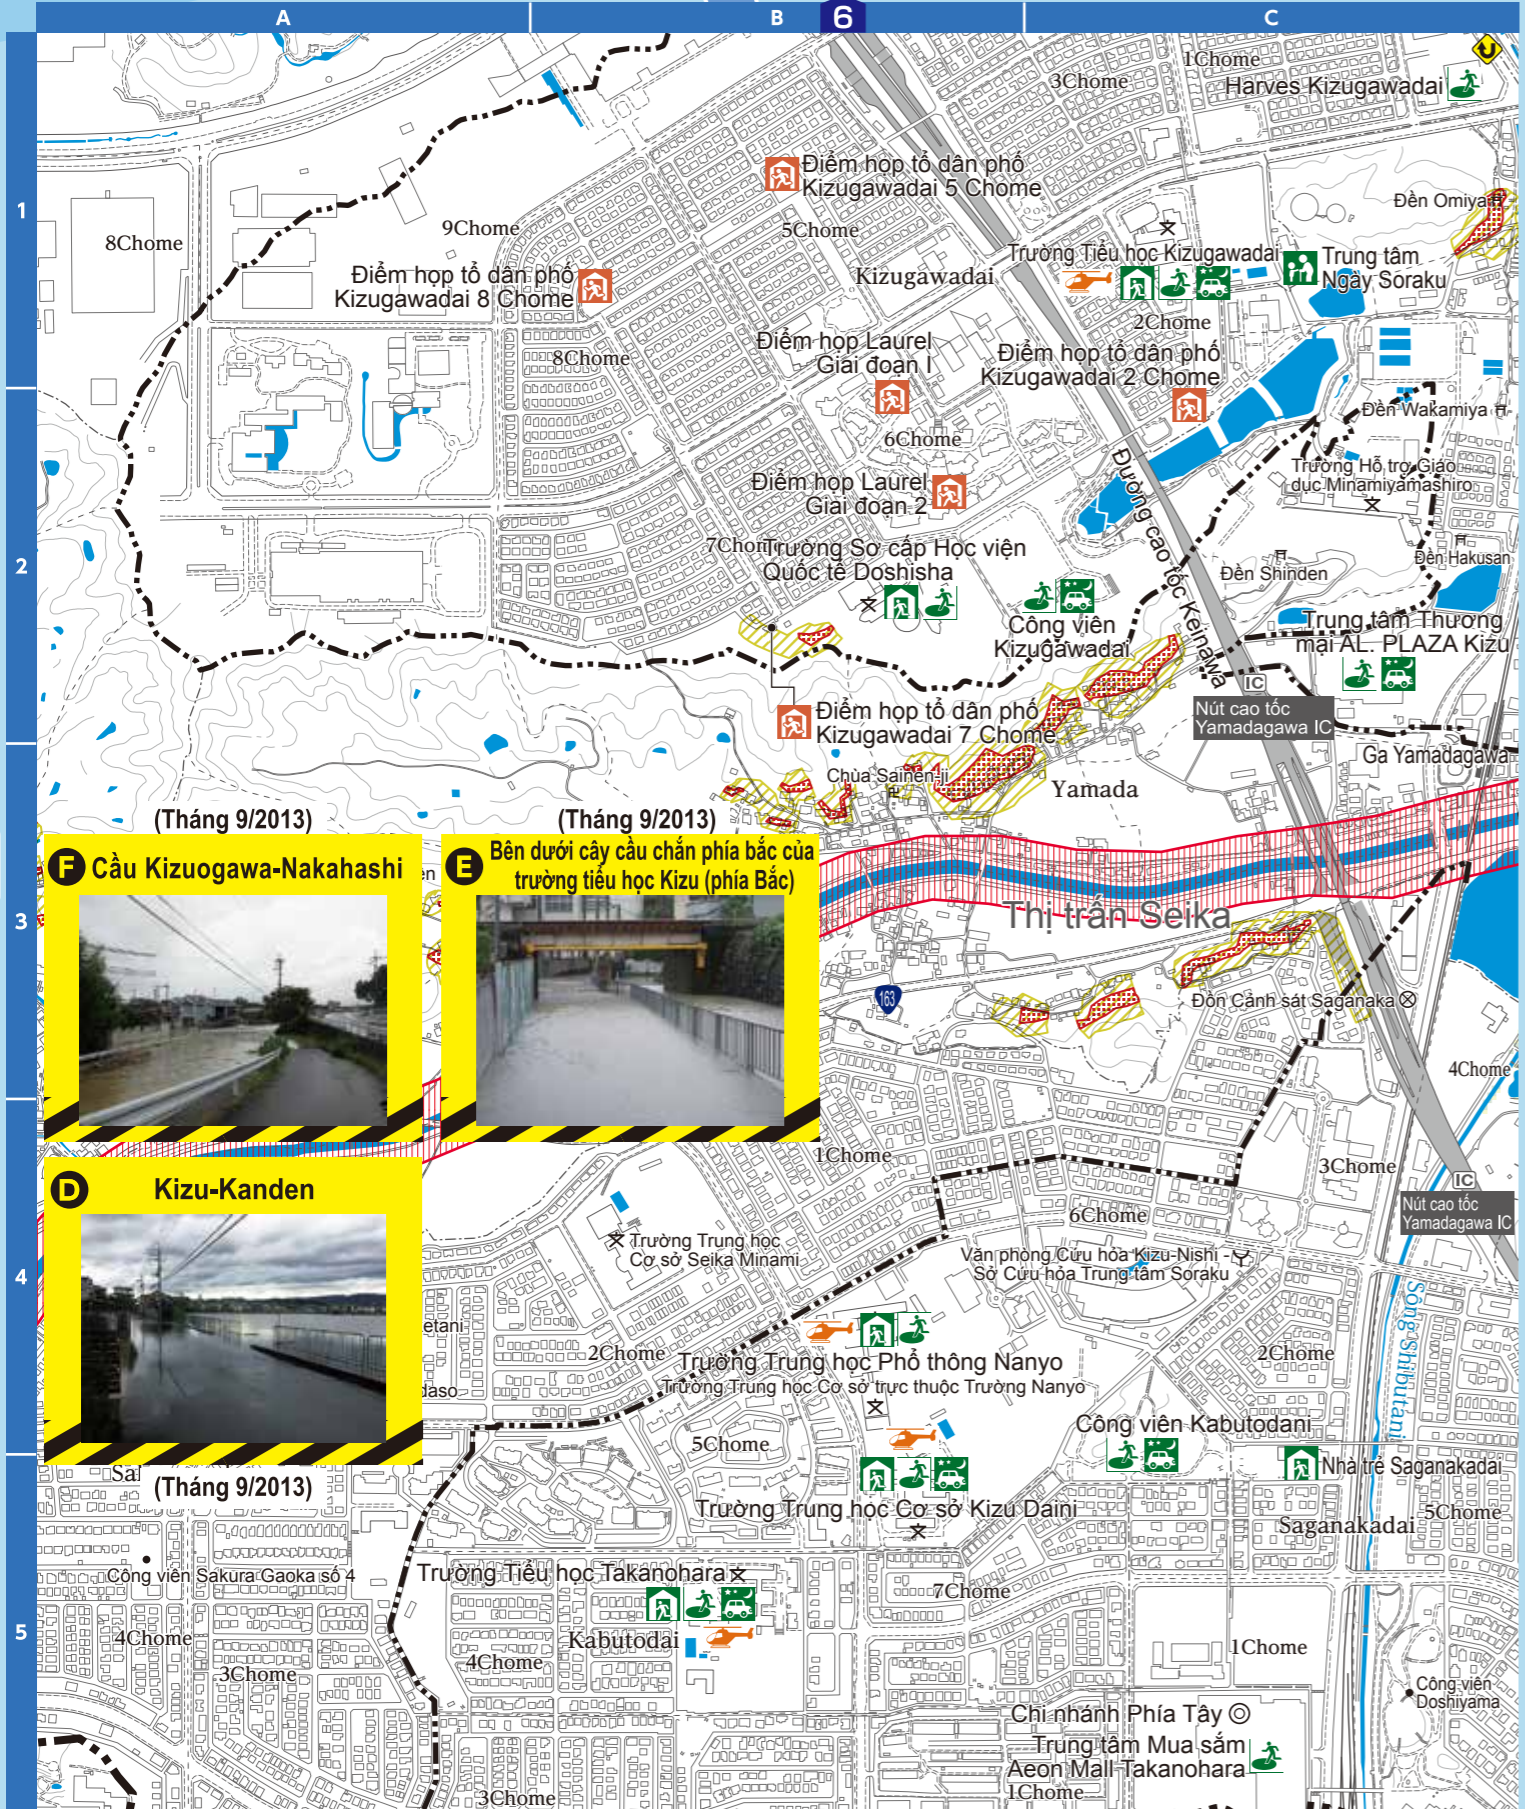 A
B
6
C
1
2
3
4
5
1Chome
3Chome
Harves Kizugawadai
Điểm họp tổ dân phố
Kizugawadai 5 Chome
Đền Omiya
5Chome
9Chome
8Chome
Trường Tiểu học Kizugawadai
Trung tâm
Ngày Soraku
Kizugawadai
Điểm họp tổ dân phố
Kizugawadai 8 Chome
2Chome
8Chome
Điểm họp Laurel
Giai đoạn I
Điểm họp tổ dân phố
Kizugawadai 2 Chome
Đền Wakamiya
6Chome
Trường Hỗ trợ Giáo
dục Minamiyamashiro
Điểm họp Laurel
Giai đoạn 2
Đường cao tốc Keinawa
7Chom
Trường Sơ cấp Học viện
Quốc tế Doshisha
Đền Hakusan
Đền Shinden
Công viên
Kizugawadai
Trung tâm Thương
mại AL. PLAZA Kizu
IC
Nút cao tốc
Yamadagawa IC
Điểm họp tổ dân phố
Kizugawadai 7 Chome
Ga Yamadagawa
Chùa Sainen-ji
Yamada
(Tháng 9/2013)
F Cầu Kizuogawa-Nakahashi
(Tháng 9/2013)
E Bên dưới cây cầu chắn phía bắc của
trường tiểu học Kizu (phía Bắc)
en
Thị trấn Seika
163
Đồn Cảnh sát Saganaka
4Chome
1Chome
3Chome
IC
Nút cao tốc
Yamadagawa IC
D Kizu-Kanden
(Tháng 9/2013)
6Chome
Trường Trung học
Cơ sở Seika Minami
Văn phòng Cứu hỏa Kizu-Nishi -
Sở Cứu hỏa Trung tâm Soraku
Sông Shibutani
etani
2Chome
2Chome
Trường Trung học Phổ thông Nanyo
Trường Trung học Cơ sở trực thuộc Trường Nanyo
daso
Công viên Kabutodani
5Chome
Sa
Nhà trẻ Saganakadai
Trường Trung học Cơ sở Kizu Daini
5Chome
Saganakadai
Công viên Sakura Gaoka số 4
Trường Tiểu học Takanohara
7Chome
4Chome
Kabutodai
1Chome
4Chome
3Chome
Công viên
Doshiyama
Chi nhánh Phía Tây
Trung tâm Mua sắm
Aeon Mall Takanohara
1Chome
3Chome